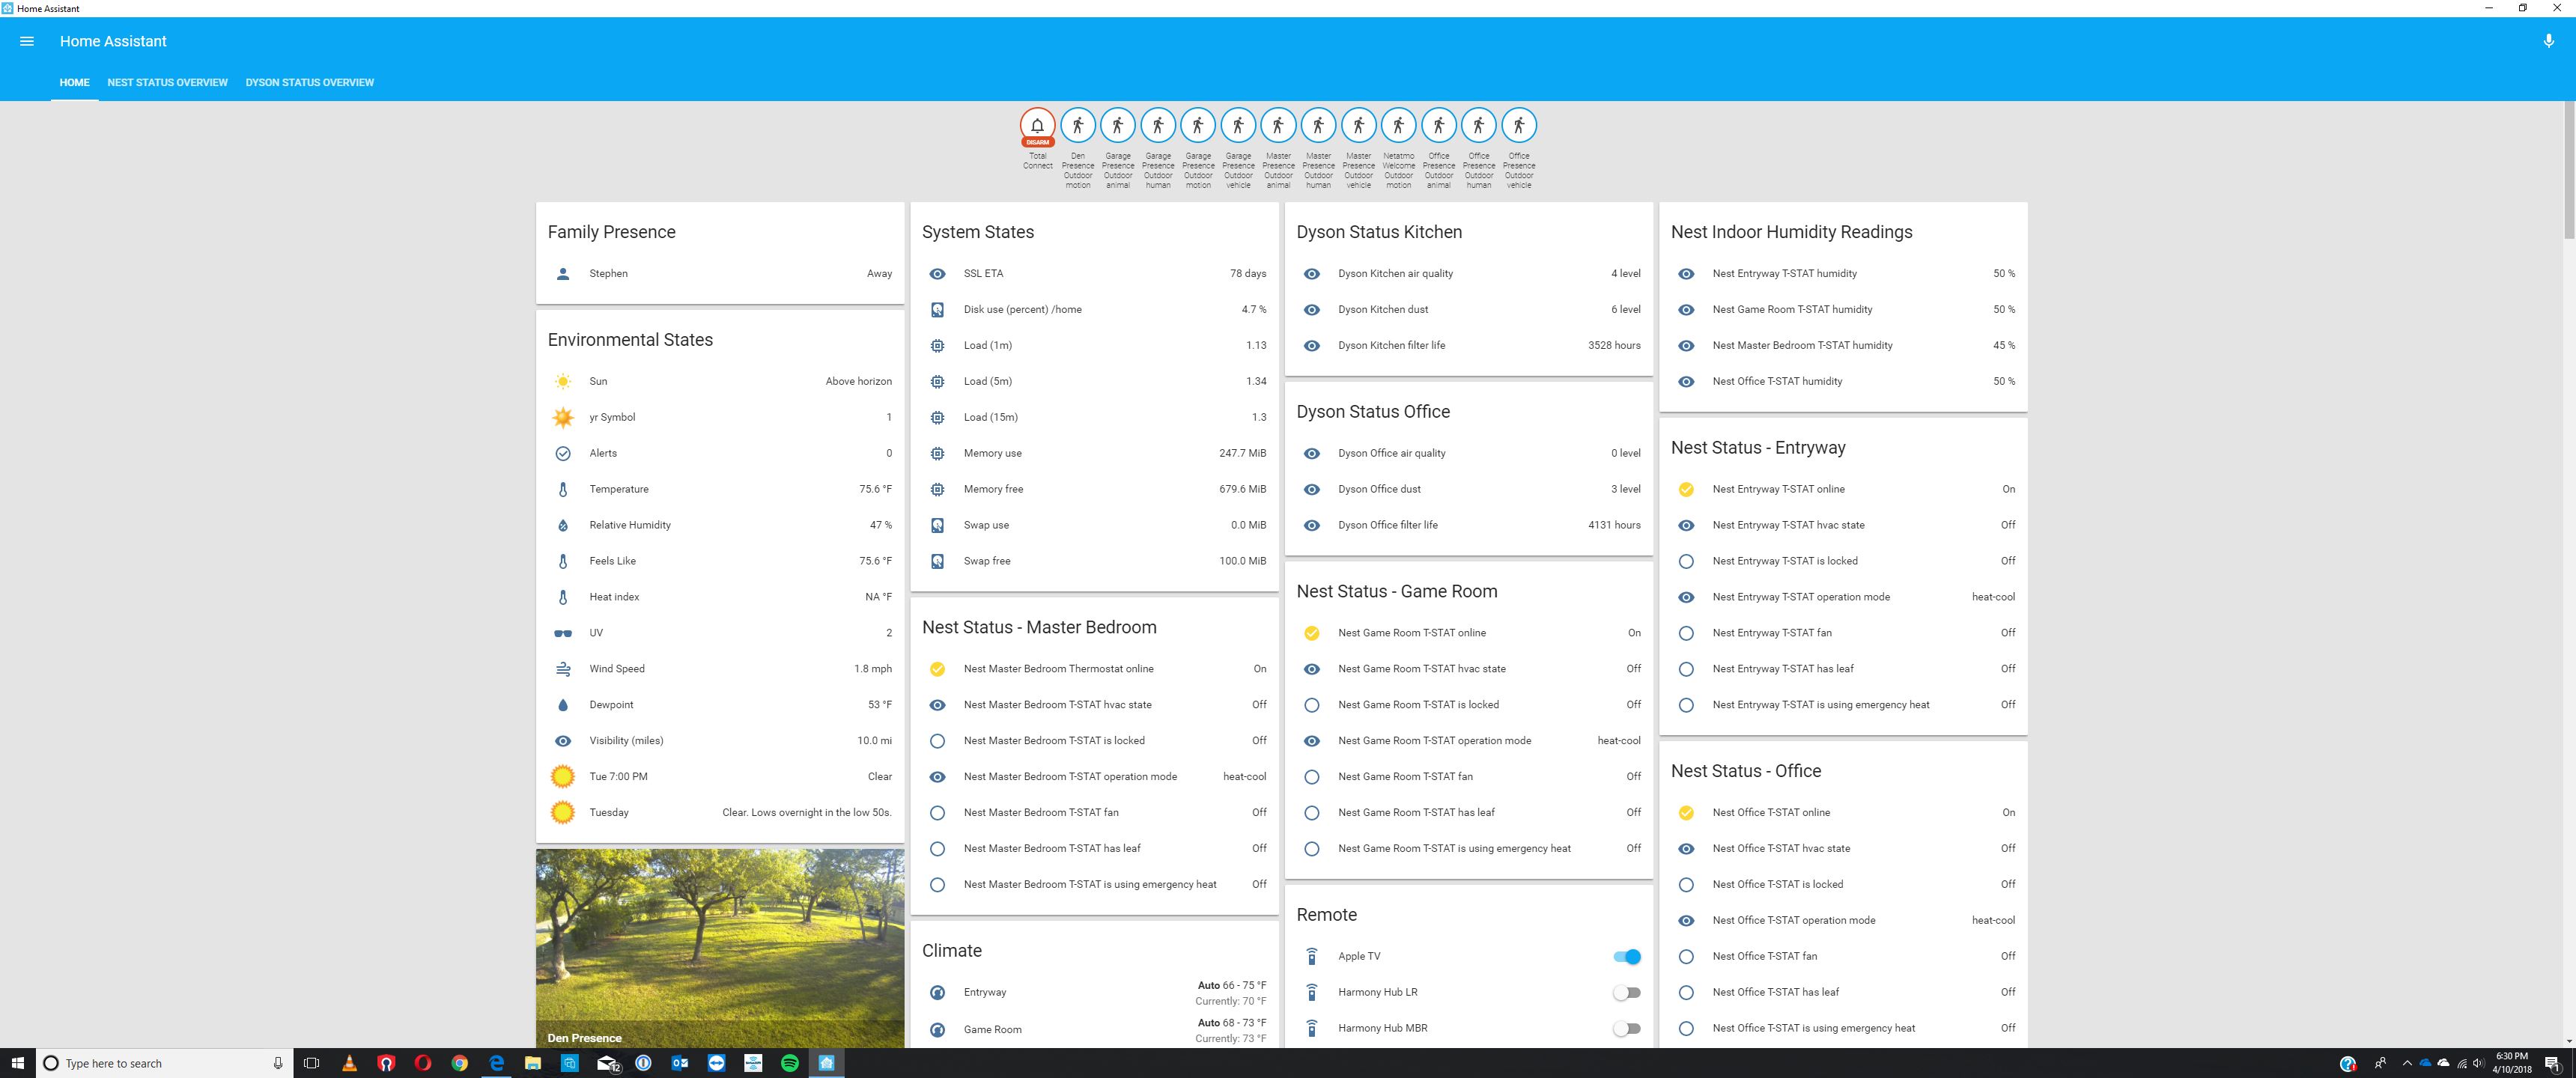 Home Assistant
Home Assistant
HOME NEST STATUS OVERVIEW DYSON STATUS OVERVIEW
DISARM
Total Connect
Den Presence Outdoor motion
Garage Presence Outdoor animal
Garage Presence Outdoor human
Garage Presence Outdoor motion
Garage Presence Outdoor vehicle
Master Presence Outdoor animal
Master Presence Outdoor human
Master Presence Outdoor vehicle
Netatmo Welcome Outdoor motion
Office Presence Outdoor animal
Office Presence Outdoor human
Office Presence Outdoor vehicle
Family Presence
Stephen Away
Environmental States
Sun Above horizon
yr Symbol 1
Alerts 0
Temperature 75.6 °F
Relative Humidity 47 %
Feels Like 75.6 °F
Heat index NA °F
UV 2
Wind Speed 1.8 mph
Dewpoint 53 °F
Visibility (miles) 10.0 mi
Tue 7:00 PM Clear
Tuesday Clear. Lows overnight in the low 50s.
Den Presence
System States
SSL ETA 78 days
Disk use (percent) /home 4.7 %
Load (1m) 1.13
Load (5m) 1.34
Load (15m) 1.3
Memory use 247.7 MiB
Memory free 679.6 MiB
Swap use 0.0 MiB
Swap free 100.0 MiB
Nest Status - Master Bedroom
Nest Master Bedroom Thermostat online On
Nest Master Bedroom T-STAT hvac state Off
Nest Master Bedroom T-STAT is locked Off
Nest Master Bedroom T-STAT operation mode heat-cool
Nest Master Bedroom T-STAT fan Off
Nest Master Bedroom T-STAT has leaf Off
Nest Master Bedroom T-STAT is using emergency heat Off
Climate
Entryway Auto 66 - 75 °F
Currently: 70 °F
Game Room Auto 68 - 73 °F
Currently: 73 °F
Dyson Status Kitchen
Dyson Kitchen air quality 4 level
Dyson Kitchen dust 6 level
Dyson Kitchen filter life 3528 hours
Dyson Status Office
Dyson Office air quality 0 level
Dyson Office dust 3 level
Dyson Office filter life 4131 hours
Nest Status - Game Room
Nest Game Room T-STAT online On
Nest Game Room T-STAT hvac state Off
Nest Game Room T-STAT is locked Off
Nest Game Room T-STAT operation mode heat-cool
Nest Game Room T-STAT fan Off
Nest Game Room T-STAT has leaf Off
Nest Game Room T-STAT is using emergency heat Off
Remote
Apple TV
Harmony Hub LR
Harmony Hub MBR
Nest Indoor Humidity Readings
Nest Entryway T-STAT humidity 50 %
Nest Game Room T-STAT humidity 50 %
Nest Master Bedroom T-STAT humidity 45 %
Nest Office T-STAT humidity 50 %
Nest Status - Entryway
Nest Entryway T-STAT online On
Nest Entryway T-STAT hvac state Off
Nest Entryway T-STAT is locked Off
Nest Entryway T-STAT operation mode heat-cool
Nest Entryway T-STAT fan Off
Nest Entryway T-STAT has leaf Off
Nest Entryway T-STAT is using emergency heat Off
Nest Status - Office
Nest Office T-STAT online On
Nest Office T-STAT hvac state Off
Nest Office T-STAT is locked Off
Nest Office T-STAT operation mode heat-cool
Nest Office T-STAT fan Off
Nest Office T-STAT has leaf Off
Nest Office T-STAT is using emergency heat Off
Type here to search
12
6:30 PM
4/10/2018
1